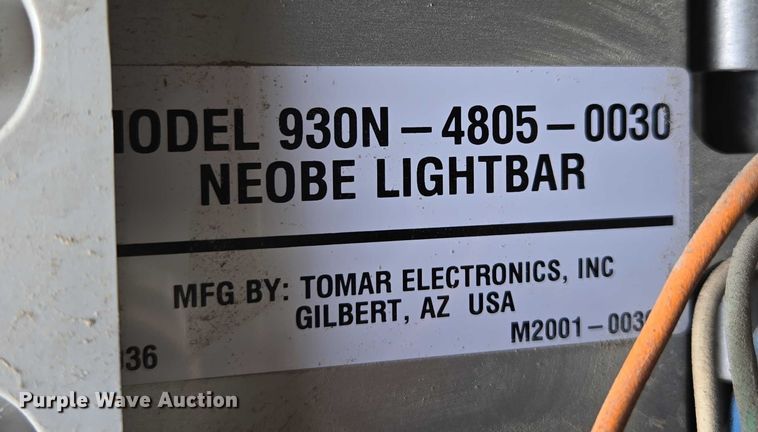 MODEL 930N-4805-0030
NEOBE LIGHTBAR
MFG BY: TOMAR ELECTRONICS, INC
GILBERT, AZ USA
M2001-003
36
Purple Wave Auction